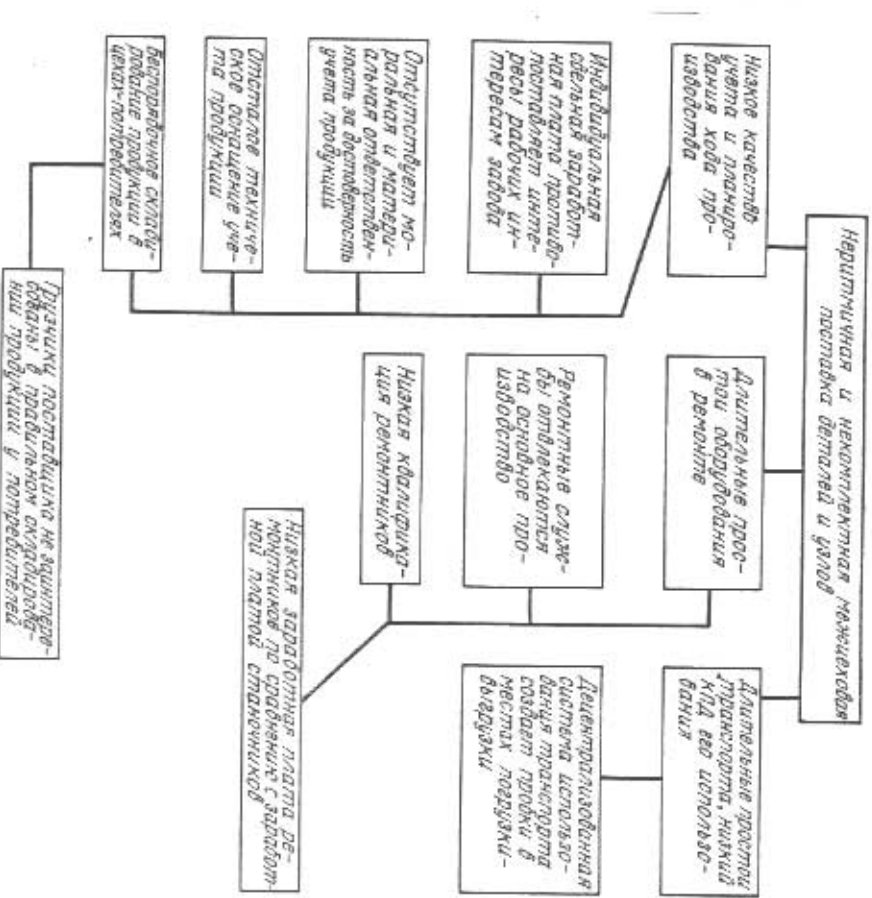 Неритмичная и некомплектная межцеховая
поставка деталей и узлов
Низкое качество
учета и планиро-
вания хода про-
изводства
Индивидуальная
сдельная заработ-
ная плата противо-
поставляет инте-
ресы рабочих ин-
тересам завода
Отсутствует мо-
ральная и матери-
альная ответствен-
ность за достоверность
учета продукции
Отсталое техниче-
ское оснащение уче-
та продукции
Беспорядочное склади-
рование продукции в
цехах-потребителях
Грузчики поставщика не заинтере-
сованы в правильном складирова-
нии продукции у потребителей
Длительные прос-
тои оборудования
в ремонте
Ремонтные служ-
бы отвлекаются
на основное про-
изводство
Низкая квалифика-
ция ремонтников
Низкая заработная плата ре-
монтников по сравнению с заработ-
ной платой станочников
Длительные простои
транспорта, низкий
КПД его использо-
вания
Децентрализованная
система использо-
вания транспорта
создает пробки в
местах погрузки-
выгрузки